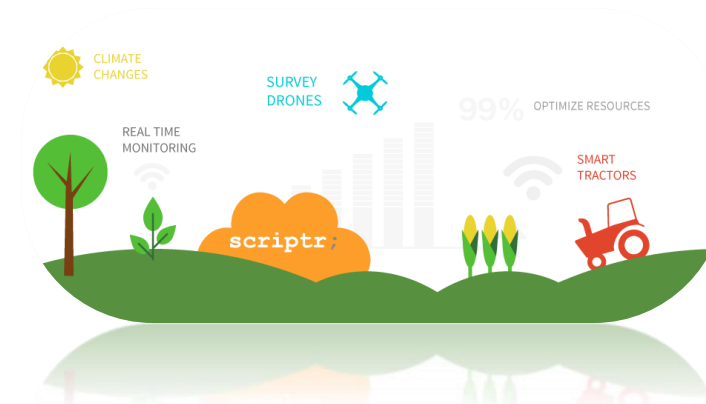 CLIMATE
CHANGES
SURVEY
DRONES
99% OPTIMIZE RESOURCES
REAL TIME
MONITORING
SMART
TRACTORS
scriptr;